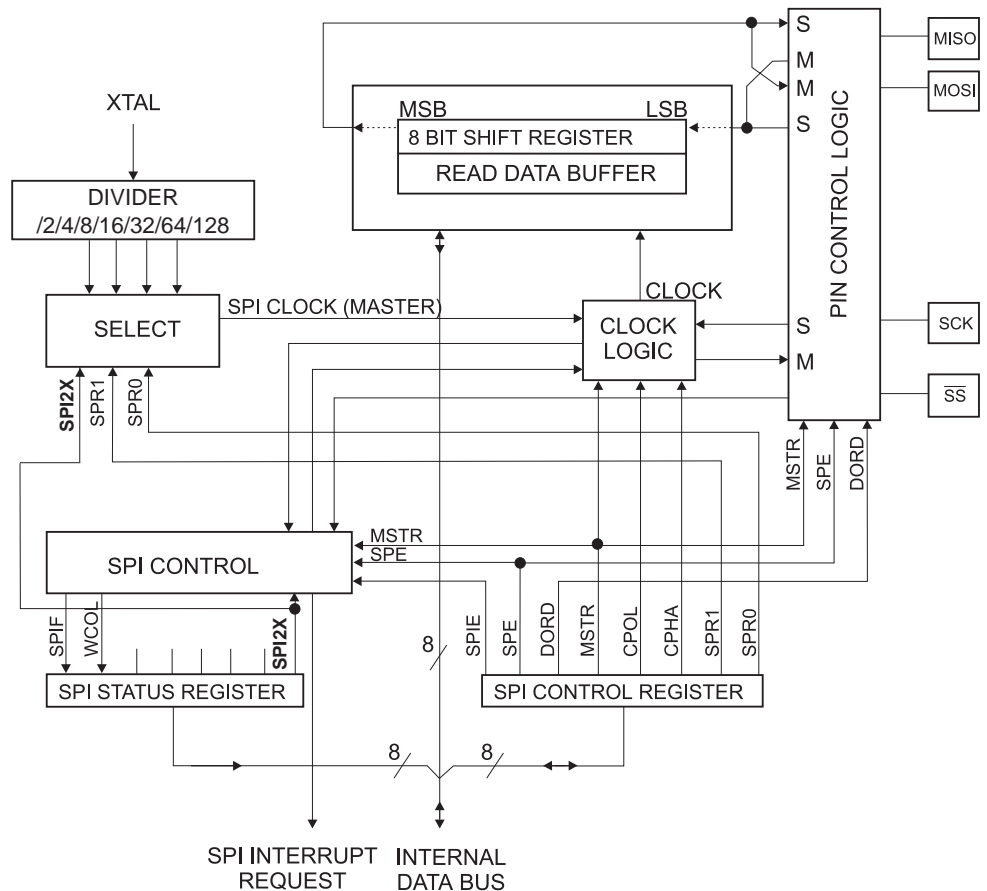 XTAL
DIVIDER
/2/4/8/16/32/64/128
SELECT
SPI CLOCK (MASTER)
SPI2X
SPR1
SPR0
MSB
LSB
8 BIT SHIFT REGISTER
READ DATA BUFFER
CLOCK
CLOCK
LOGIC
S
M
M
S
S
M
PIN CONTROL LOGIC
MISO
MOSI
SCK
SS
MSTR
SPE
DORD
SPI CONTROL
MSTR
SPE
SPIF
WCOL
SPI2X
SPI STATUS REGISTER
SPIE
SPE
DORD
MSTR
CPOL
CPHA
SPR1
SPR0
SPI CONTROL REGISTER
8
8
8
SPI INTERRUPT
REQUEST
INTERNAL
DATA BUS